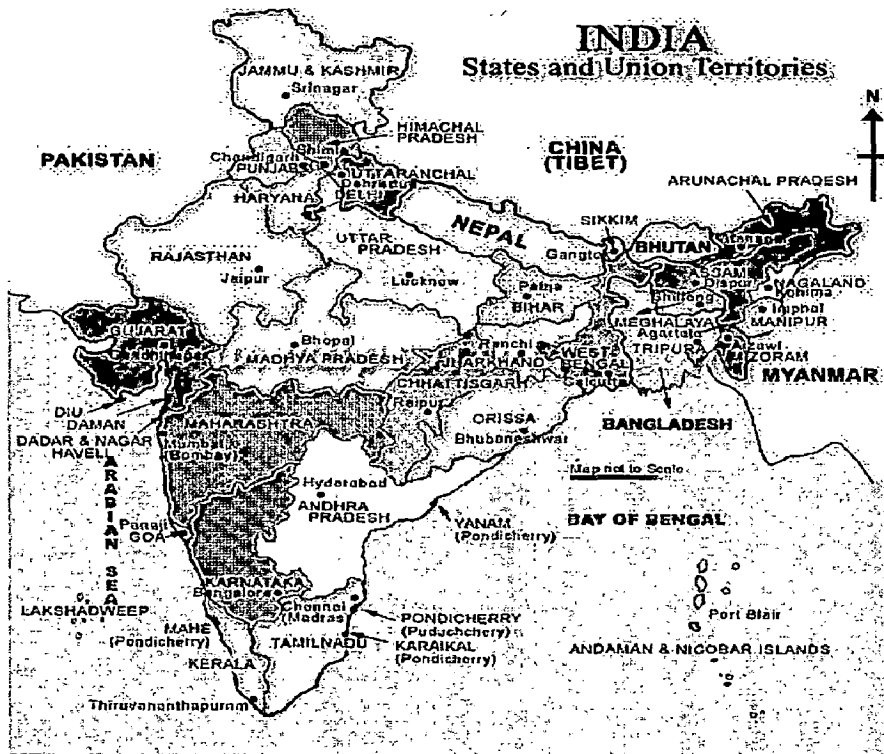 INDIA
States and Union Territories
N
JAMMU & KASHMIR
Srinagar
HIMACHAL
PRADESH
Shimla
CHINA
(TIBET)
PAKISTAN
Chandigarh
PUNJAB
UTTARANCHAL
Dehradun
DELHI
HARYANA
ARUNACHAL PRADESH
NEPAL
SIKKIM
BHUTAN
Gangtok
RAJASTHAN
Jaipur
UTTAR
PRADESH
Lucknow
Patna
BIHAR
ASSAM
Dispur
Shillong
NAGALAND
Kohima
MEGHALAYA
Imphal
MANIPUR
Agartala
TRIPURA
Aizawl
MIZORAM
GUJARAT
Gandhinagar
Bhopal
MADHYA PRADESH
Ranchi
JHARKHAND
WEST
BENGAL
Calcutta
MYANMAR
CHHATTISGARH
Raipur
DIU
DAMAN
DADAR & NAGAR
HAVELI
MAHARASHTRA
Mumbai
(Bombay)
ORISSA
Bhubaneshwar
BANGLADESH
Map not to Scale
ARABIAN SEA
Hyderabad
ANDHRA
PRADESH
YANAM
(Pondicherry)
BAY OF BENGAL
Panaji
GOA
KARNATAKA
Bangalore
Chennai
(Madras)
LAKSHADWEEP
MAHE
(Pondicherry)
PONDICHERRY
(Puduchchery)
KARAIKAL
(Pondicherry)
TAMILNADU
KERALA
Port Blair
ANDAMAN & NICOBAR ISLANDS
Thiruvananthapuram